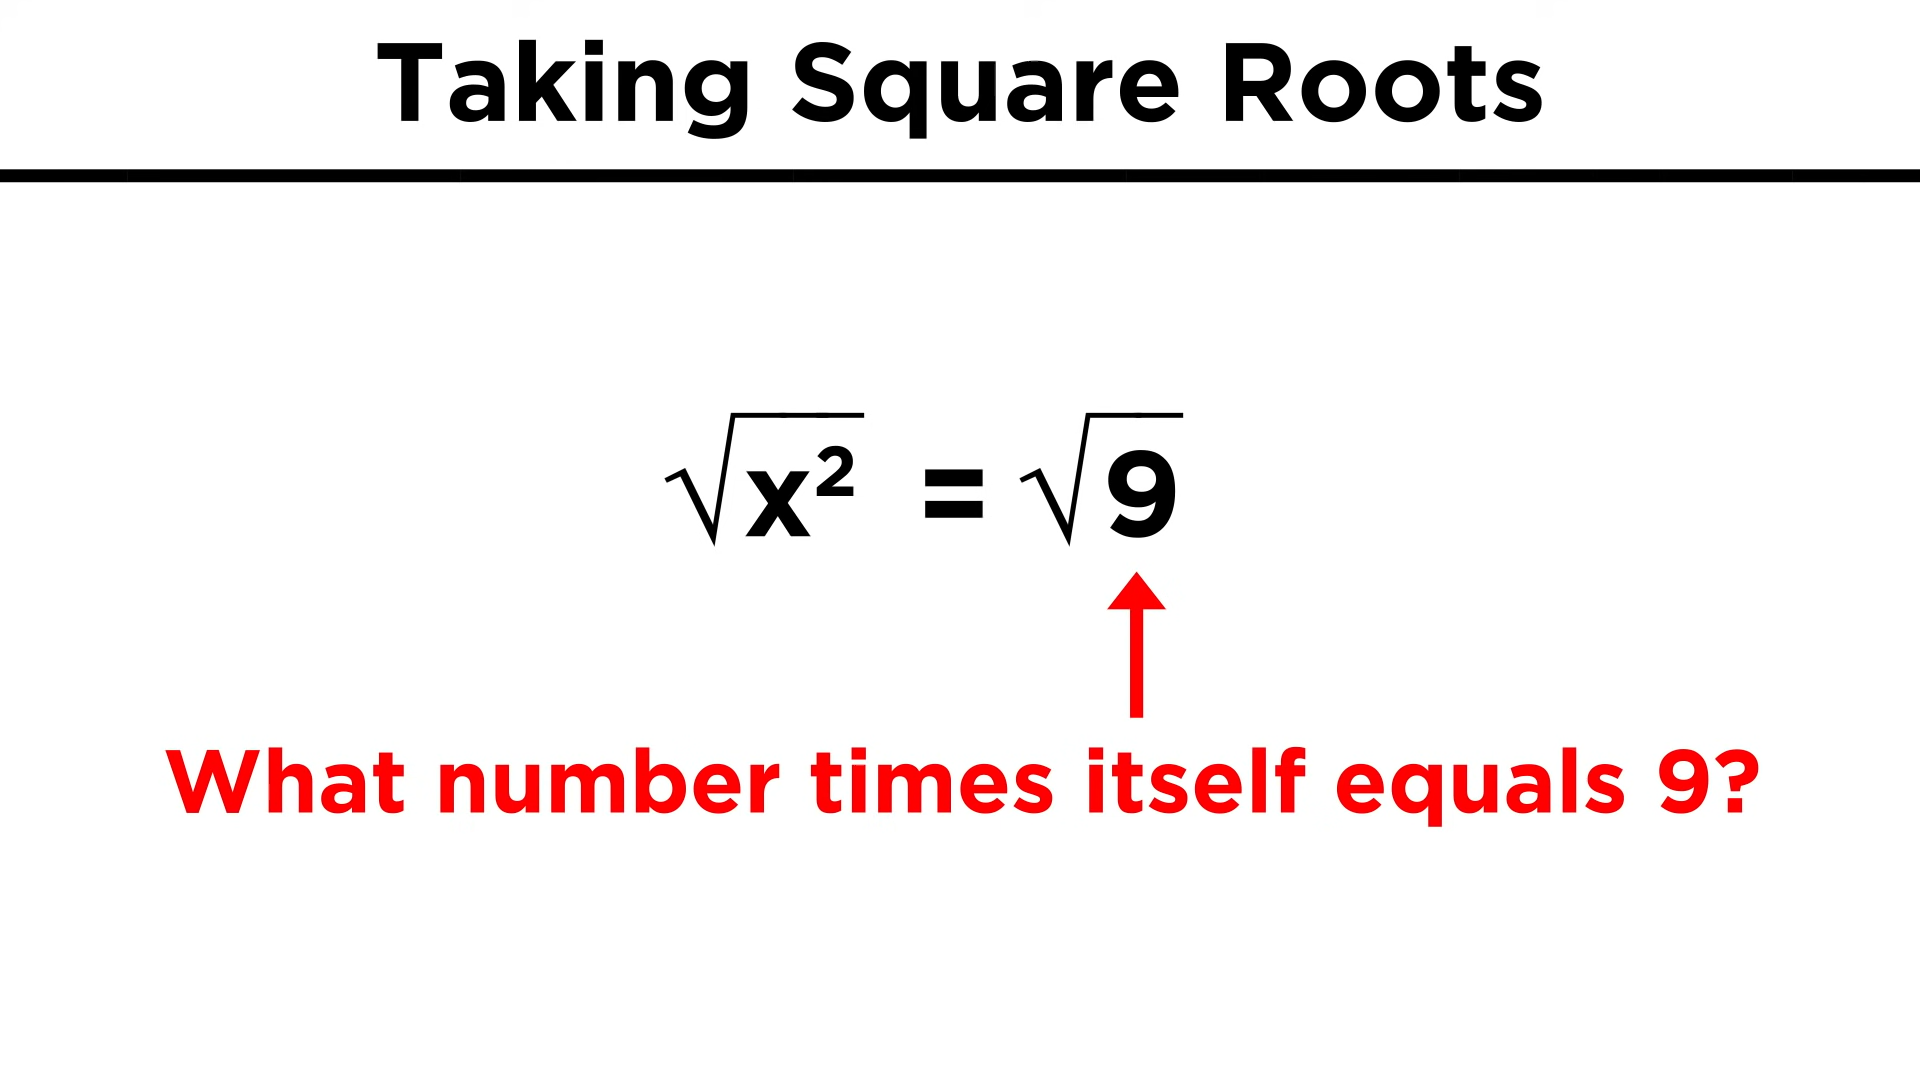 Taking Square Roots
√x² = √9
What number times itself equals 9?